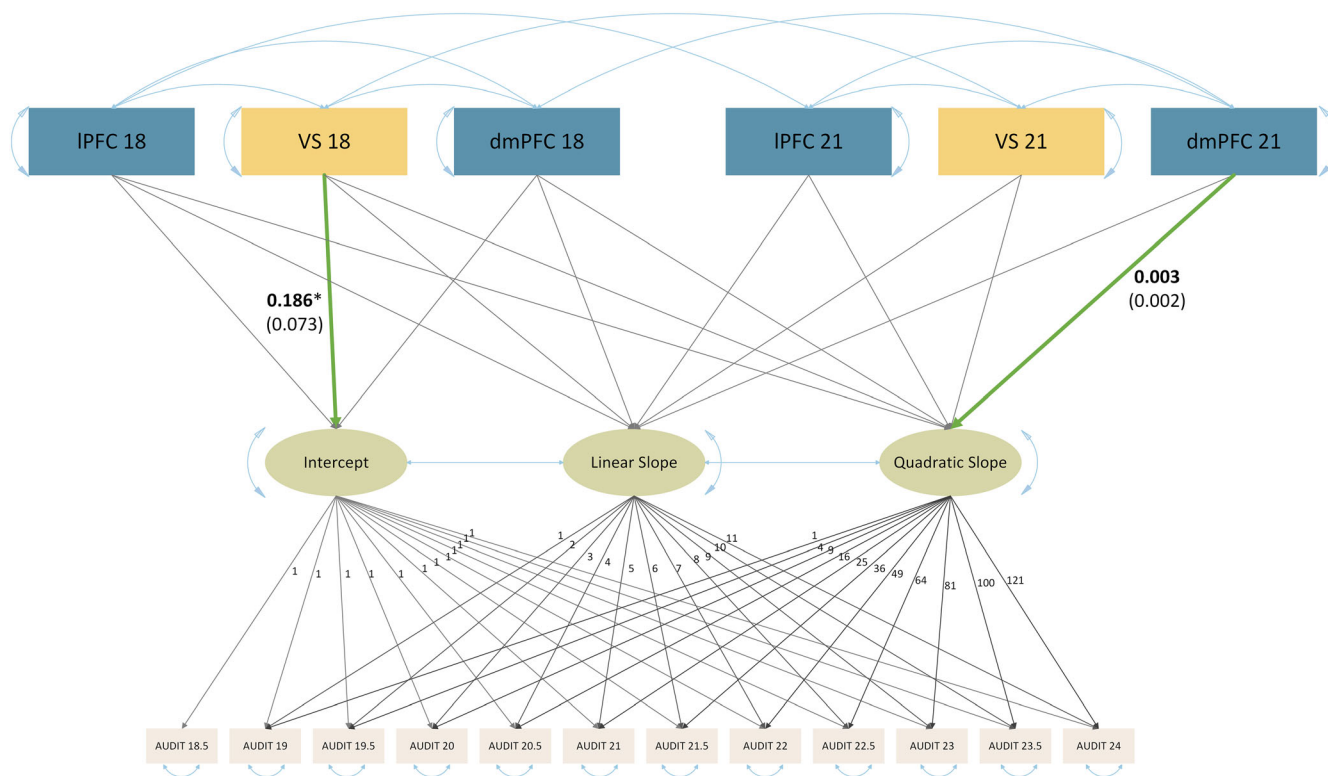 lPFC 18
VS 18
dmPFC 18
lPFC 21
VS 21
dmPFC 21
0.186*
(0.073)
0.003
(0.002)
Intercept
Linear Slope
Quadratic Slope
1
1
1
1
1
1
1
1
1
1
1
1
1
2
3
4
5
6
7
8
9
10
11
1
4
9
16
25
36
49
64
81
100
121
AUDIT 18.5
AUDIT 19
AUDIT 19.5
AUDIT 20
AUDIT 20.5
AUDIT 21
AUDIT 21.5
AUDIT 22
AUDIT 22.5
AUDIT 23
AUDIT 23.5
AUDIT 24